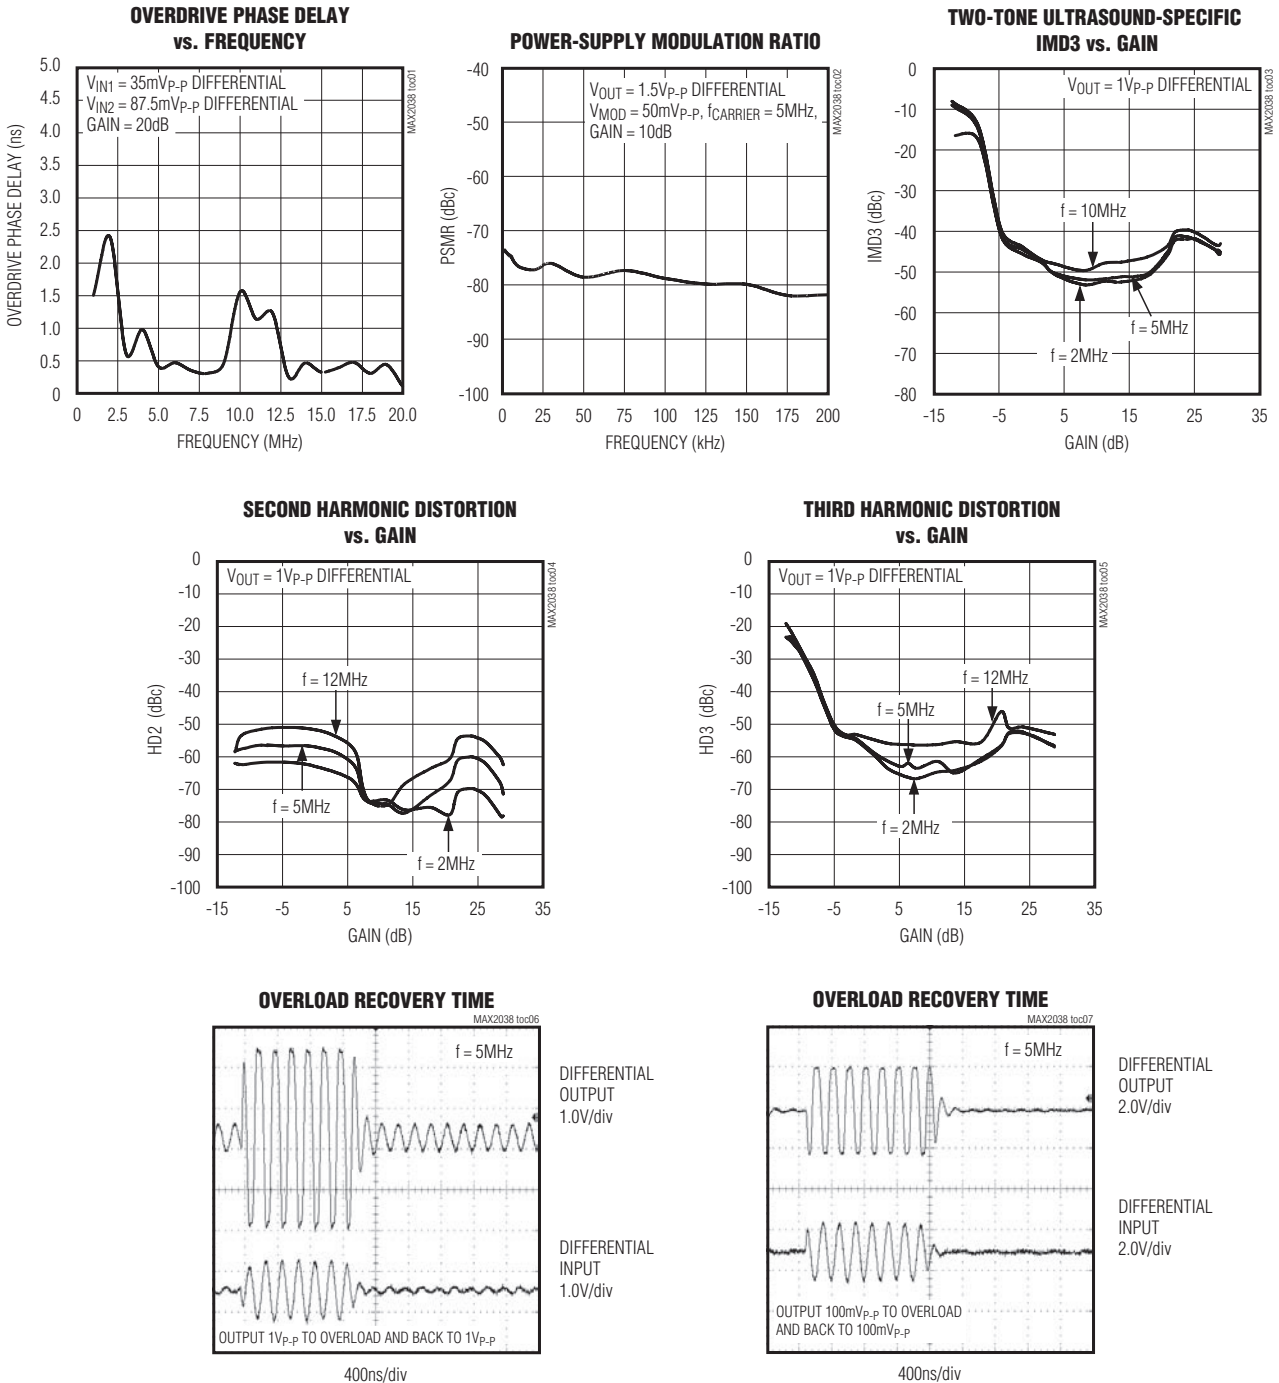 OVERDRIVE PHASE DELAY
vs. FREQUENCY
5.0
4.5
4.0
3.5
3.0
2.5
2.0
1.5
1.0
0.5
0
OVERDRIVE PHASE DELAY (ns)
VIN1 = 35mVP-P DIFFERENTIAL
VIN2 = 87.5mVP-P DIFFERENTIAL
GAIN = 20dB
MAX2038 toc01
0 2.5 5.0 7.5 10.0 12.5 15.0 17.5 20.0
FREQUENCY (MHz)
POWER-SUPPLY MODULATION RATIO
-40
-50
-60
-70
-80
-90
-100
PSMR (dBc)
VOUT = 1.5VP-P DIFFERENTIAL
VMOD = 50mVP-P, fCARRIER = 5MHz,
GAIN = 10dB
MAX2038 toc02
0 25 50 75 100 125 150 175 200
FREQUENCY (kHz)
TWO-TONE ULTRASOUND-SPECIFIC
IMD3 vs. GAIN
0
-10
-20
-30
-40
-50
-60
-70
-80
IMD3 (dBc)
VOUT = 1VP-P DIFFERENTIAL
MAX2038 toc03
f = 10MHz
f = 5MHz
f = 2MHz
-15 -5 5 15 25 35
GAIN (dB)
SECOND HARMONIC DISTORTION
vs. GAIN
0
-10
-20
-30
-40
-50
-60
-70
-80
-90
-100
HD2 (dBc)
VOUT = 1VP-P DIFFERENTIAL
MAX2038 toc04
f = 12MHz
f = 5MHz
f = 2MHz
-15 -5 5 15 25 35
GAIN (dB)
THIRD HARMONIC DISTORTION
vs. GAIN
0
-10
-20
-30
-40
-50
-60
-70
-80
-90
-100
HD3 (dBc)
VOUT = 1VP-P DIFFERENTIAL
MAX2038 toc05
f = 12MHz
f = 5MHz
f = 2MHz
-15 -5 5 15 25 35
GAIN (dB)
OVERLOAD RECOVERY TIME
MAX2038 toc06
f = 5MHz
DIFFERENTIAL
OUTPUT
1.0V/div
DIFFERENTIAL
INPUT
1.0V/div
OUTPUT 1VP-P TO OVERLOAD AND BACK TO 1VP-P
400ns/div
OVERLOAD RECOVERY TIME
MAX2038 toc07
f = 5MHz
DIFFERENTIAL
OUTPUT
2.0V/div
DIFFERENTIAL
INPUT
2.0V/div
OUTPUT 100mVP-P TO OVERLOAD
AND BACK TO 100mVP-P
400ns/div